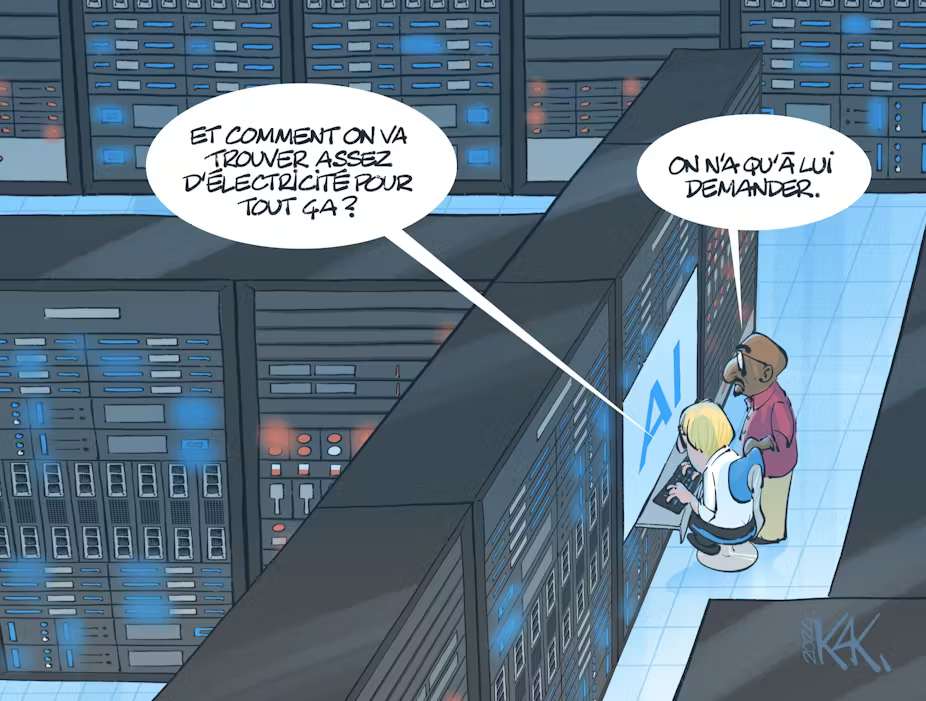 ET COMMENT ON VA
TROUVER ASSEZ
D'ÉLECTRICITÉ POUR
TOUT ÇA ?
ON N'A QU'À LUI
DEMANDER.
AI
KAK.